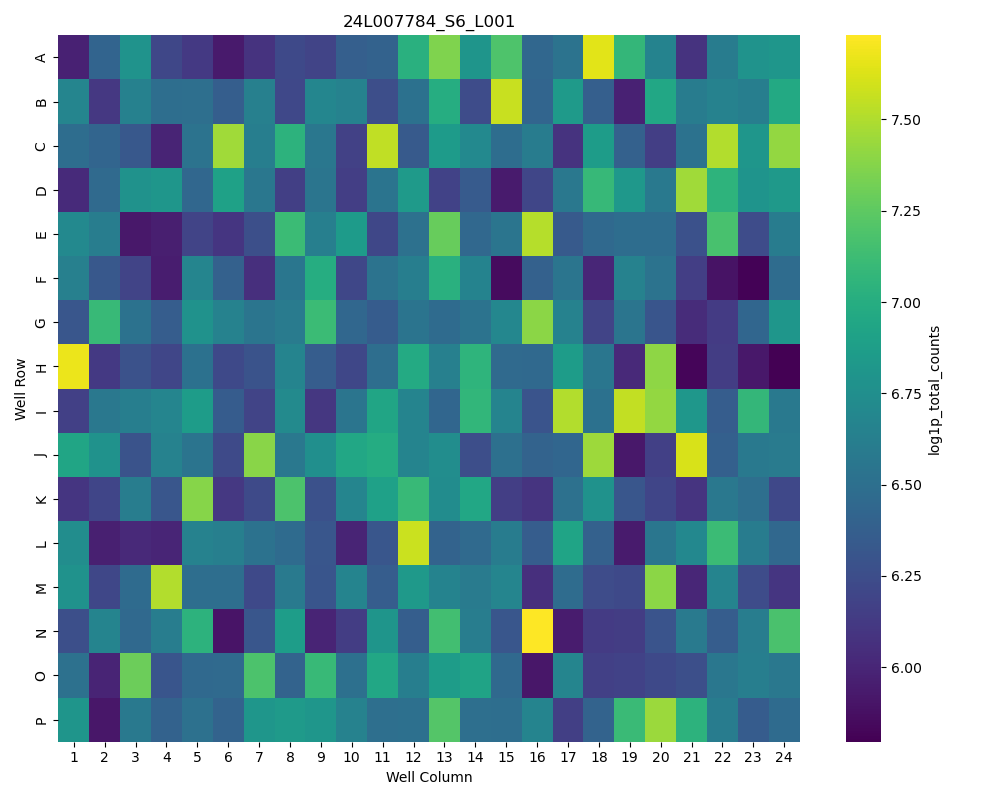 24L007784_S6_L001
A
B
C
D
E
F
G
H
I
J
K
L
M
N
O
P
Well Row
1 2 3 4 5 6 7 8 9 10 11 12 13 14 15 16 17 18 19 20 21 22 23 24
Well Column
7.50
7.25
7.00
6.75
6.50
6.25
6.00
log1p_total_counts